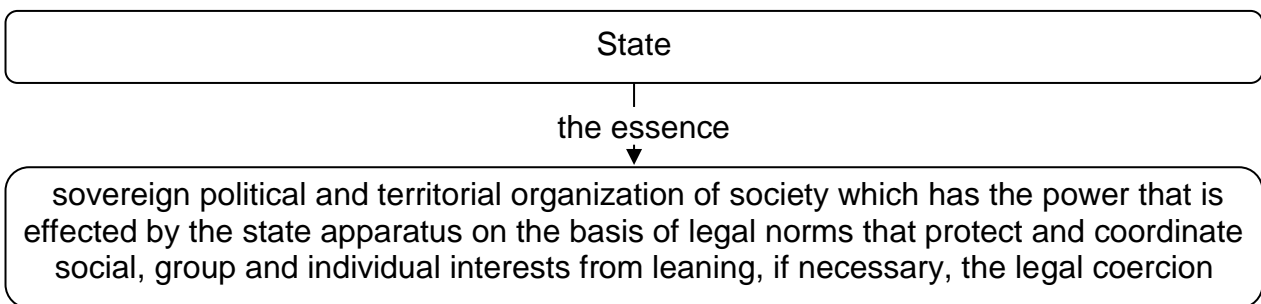 State
the essence
sovereign political and territorial organization of society which has the power that is
effected by the state apparatus on the basis of legal norms that protect and coordinate
social, group and individual interests from leaning, if necessary, the legal coercion